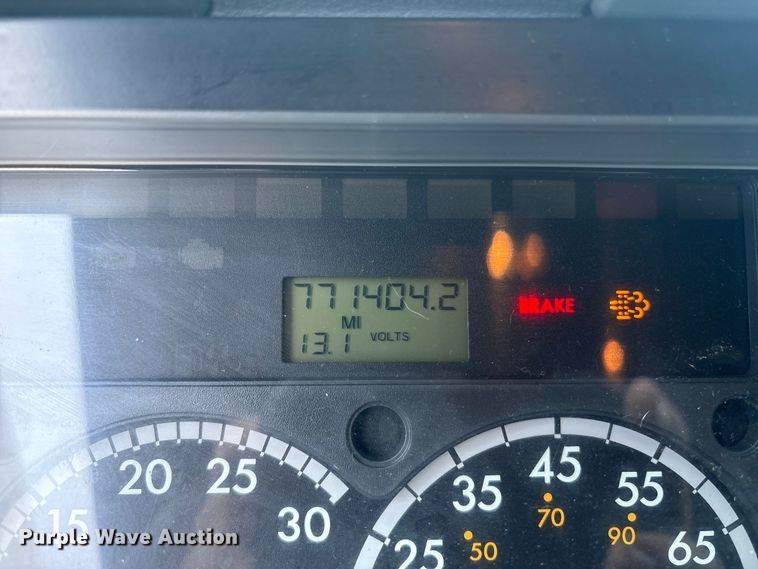 771404.2
MI
13.1 VOLTS
BRAKE
15 20 25 30
25 35 45 55 65
50 70 90
Purple Wave Auction